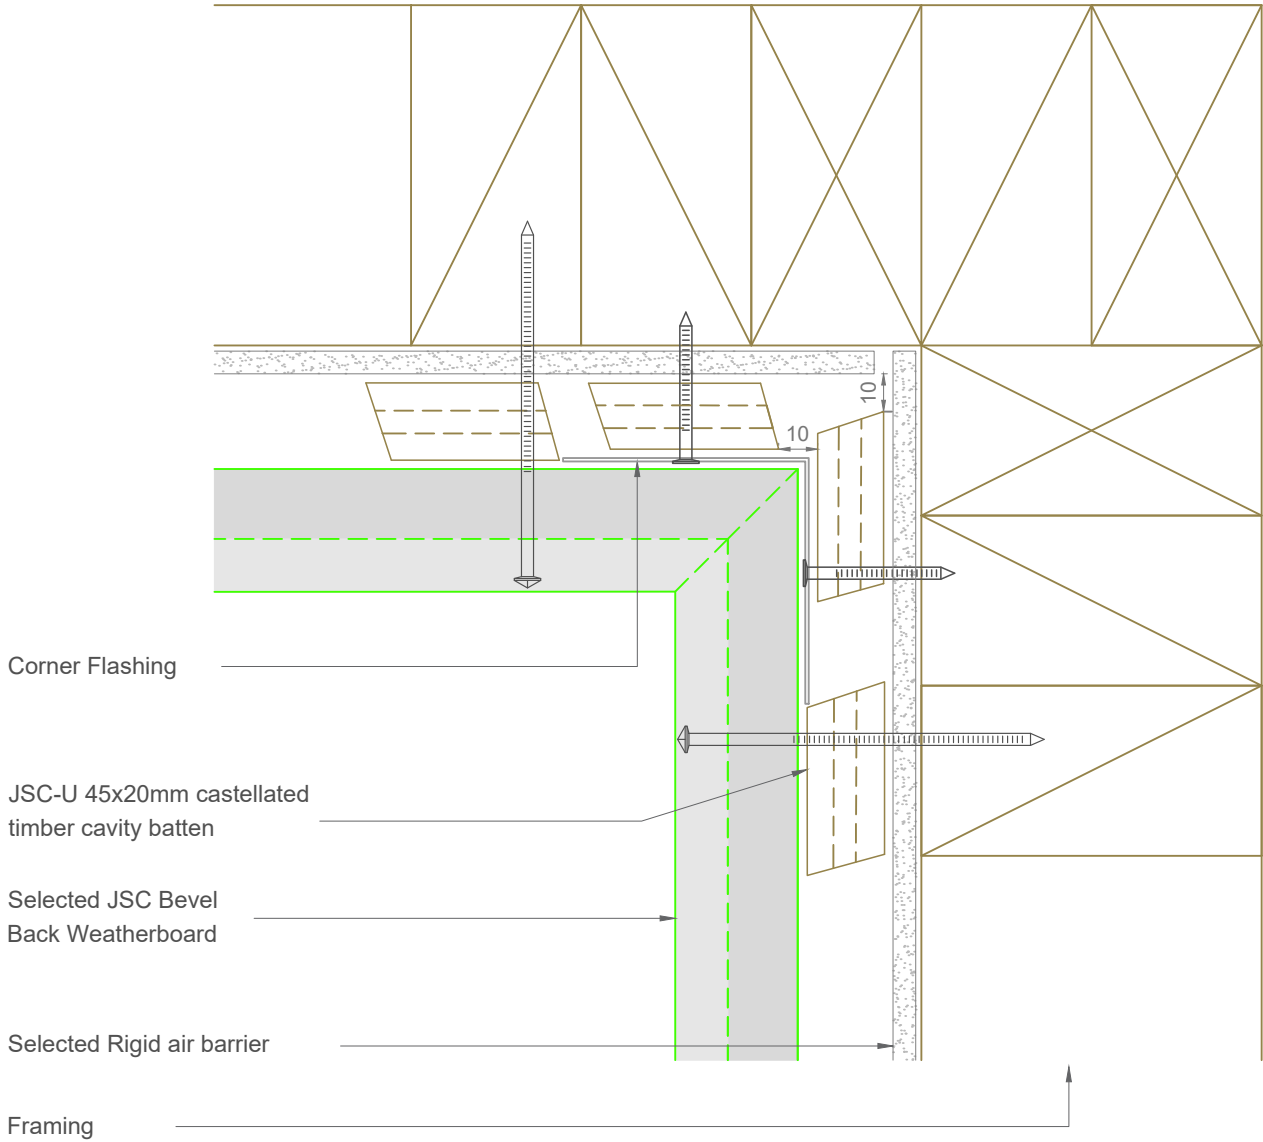 10
10
Corner Flashing
JSC-U 45x20mm castellated
timber cavity batten
Selected JSC Bevel
Back Weatherboard
Selected Rigid air barrier
Framing